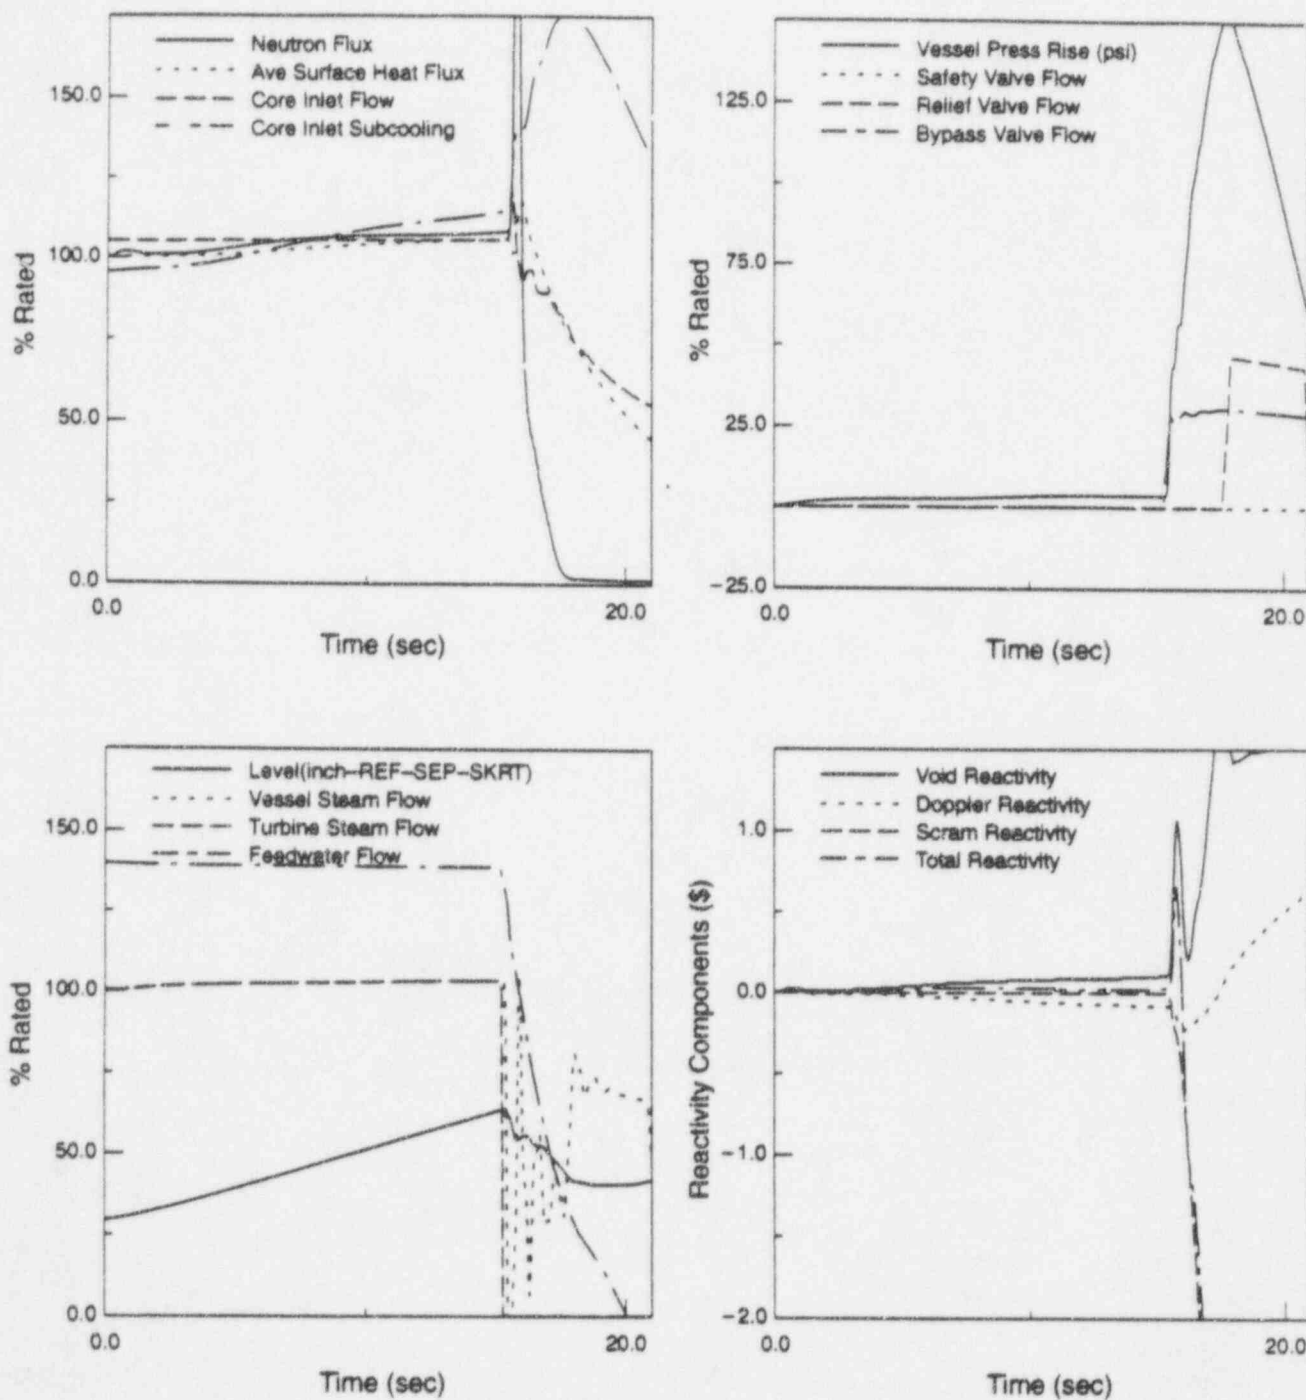 Neutron Flux
Ave Surface Heat Flux
Core Inlet Flow
Core Inlet Subcooling
150.0
100.0
50.0
0.0
% Rated
0.0
20.0
Time (sec)
Vessel Press Rise (psi)
Safety Valve Flow
Relief Valve Flow
Bypass Valve Flow
125.0
75.0
25.0
-25.0
% Rated
0.0
20.0
Time (sec)
Level(inch-REF-SEP-SKRT)
Vessel Steam Flow
Turbine Steam Flow
Feedwater Flow
150.0
100.0
50.0
0.0
% Rated
0.0
20.0
Time (sec)
Void Reactivity
Doppler Reactivity
Scram Reactivity
Total Reactivity
1.0
0.0
-1.0
-2.0
Reactivity Components ($)
0.0
20.0
Time (sec)